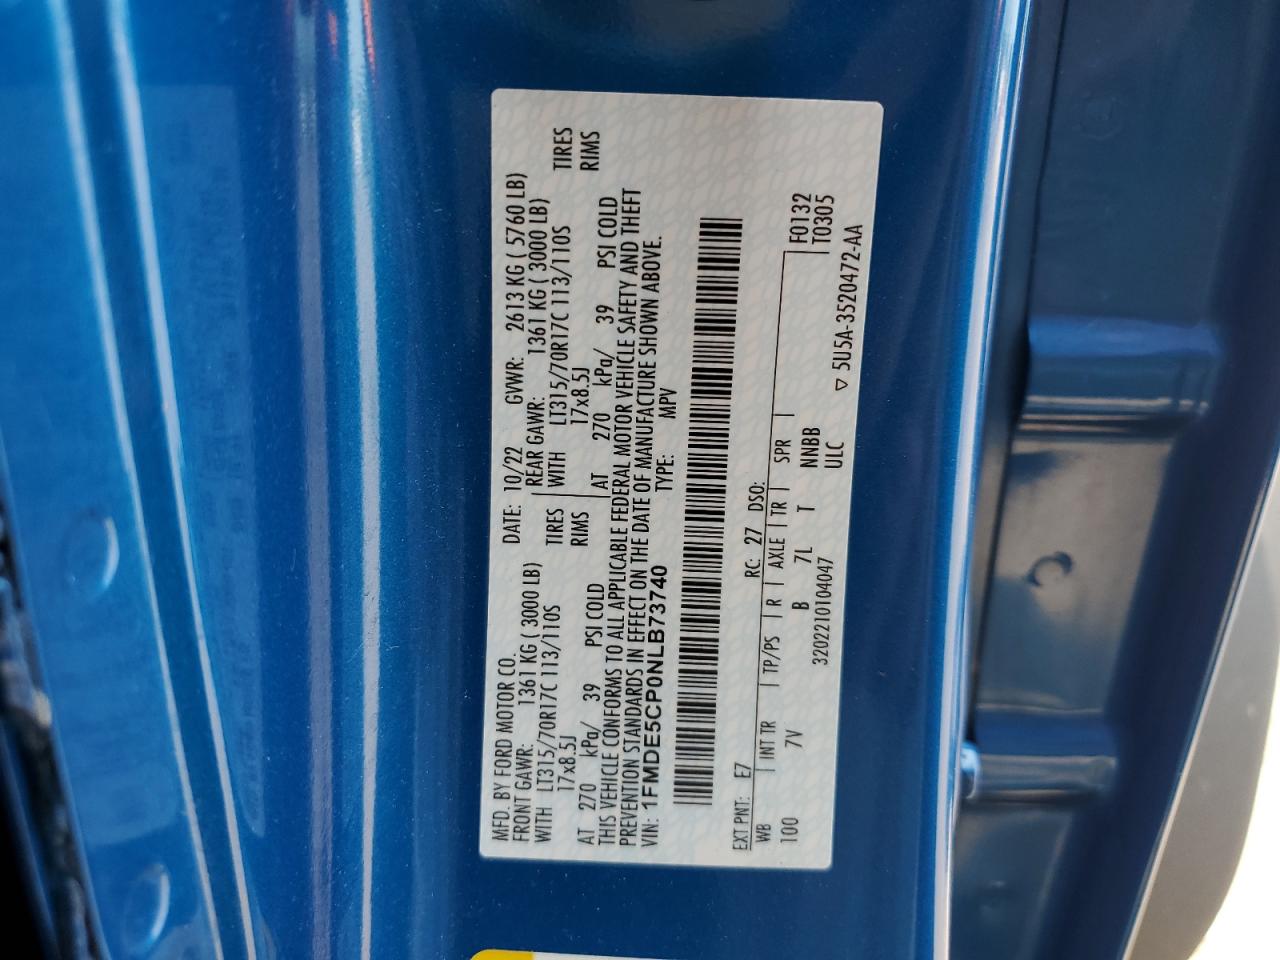 MFD. BY FORD MOTOR CO. DATE: 10/22 GVWR: 2613 KG ( 5760 LB)
FRONT GAWR: 1361 KG ( 3000 LB) REAR GAWR: 1361 KG ( 3000 LB)
WITH LT315/70R17C 113/110S TIRES WITH LT315/70R17C 113/110S TIRES
17x8.5J RIMS 17x8.5J RIMS
AT 270 kPa/ 39 PSI COLD AT 270 kPa/ 39 PSI COLD
THIS VEHICLE CONFORMS TO ALL APPLICABLE FEDERAL MOTOR VEHICLE SAFETY AND THEFT
PREVENTION STANDARDS IN EFFECT ON THE DATE OF MANUFACTURE SHOWN ABOVE.
VIN: 1FMDE5CP0NLB73740 TYPE: MPV
EXT PNT: E7 RC: 27 DSO:
WB INT TR TP/PS R AXLE TR SPR F0132
100 7V B 7L T NNBB T0305
3202210104047 ULC
▽ 5U5A-3520472-AA